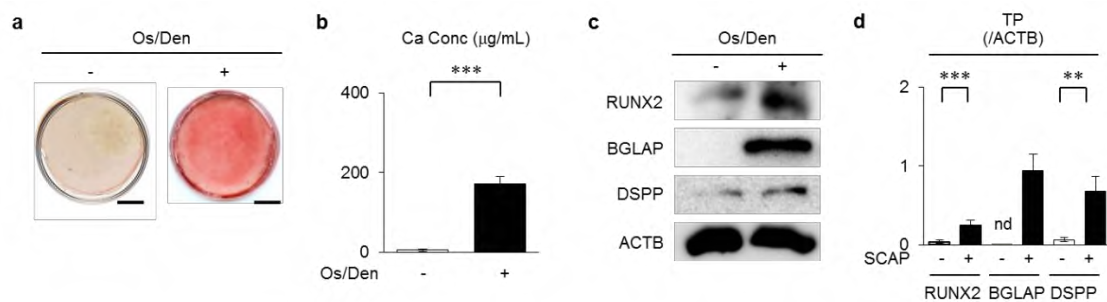 a
Os/Den
- +
b
Ca Conc (μg/mL)
***
400
200
0
Os/Den - +
c
Os/Den
- +
RUNX2
BGLAP
DSPP
ACTB
d
TP
(/ACTB)
2
*** **
1
nd
0
SCAP - + - + - +
RUNX2 BGLAP DSPP